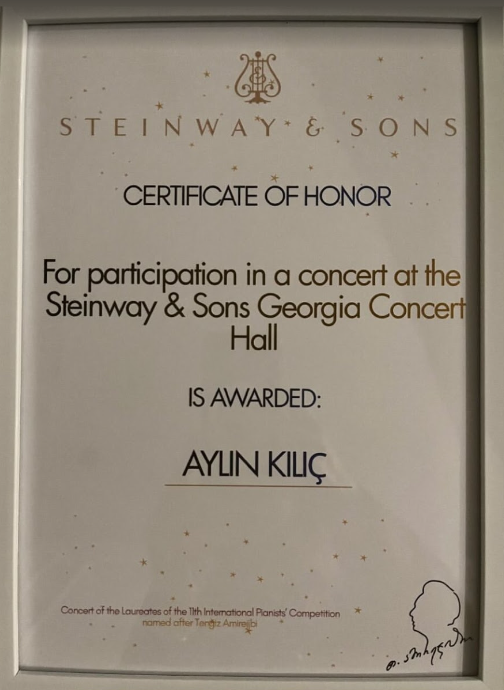 STEINWAY & SONS
CERTIFICATE OF HONOR
For participation in a concert at the
Steinway & Sons Georgia Concert
Hall
IS AWARDED:
AYLIN KILIÇ
Concert of the Laureates of the 11th International Pianists' Competition
named after Tengiz Amirejibi